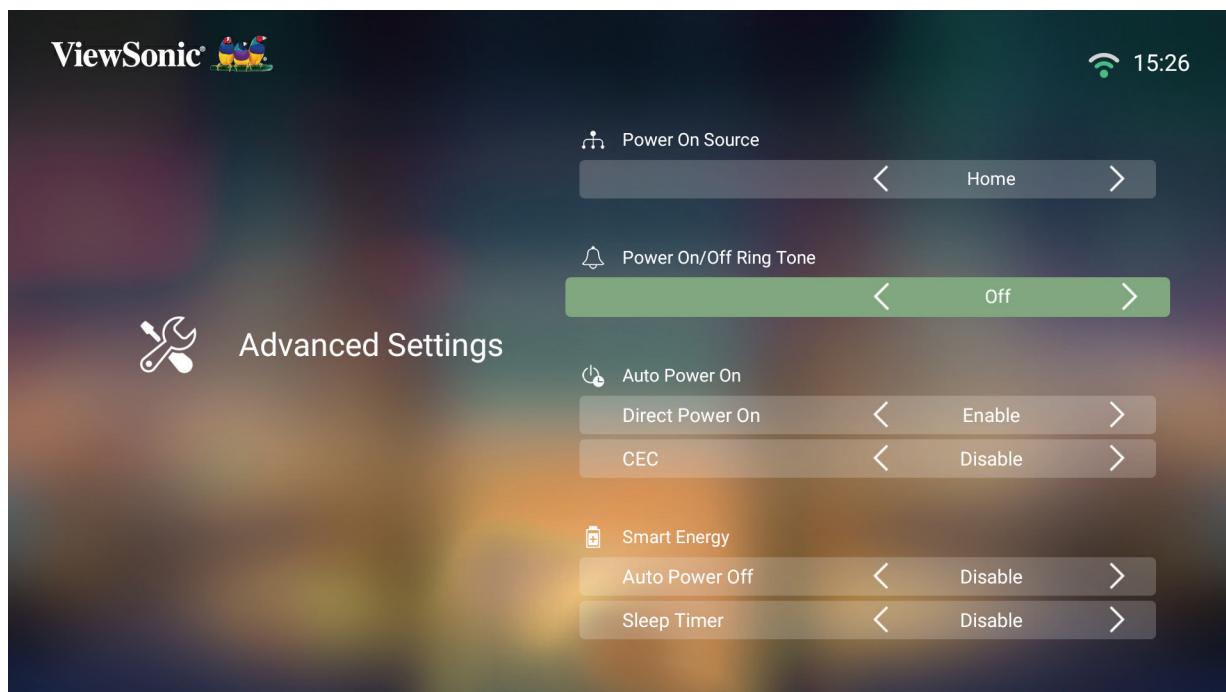 ViewSonic®
15:26
Power On Source
Home
Power On/Off Ring Tone
Off
Advanced Settings
Auto Power On
Direct Power On Enable
CEC Disable
Smart Energy
Auto Power Off Disable
Sleep Timer Disable